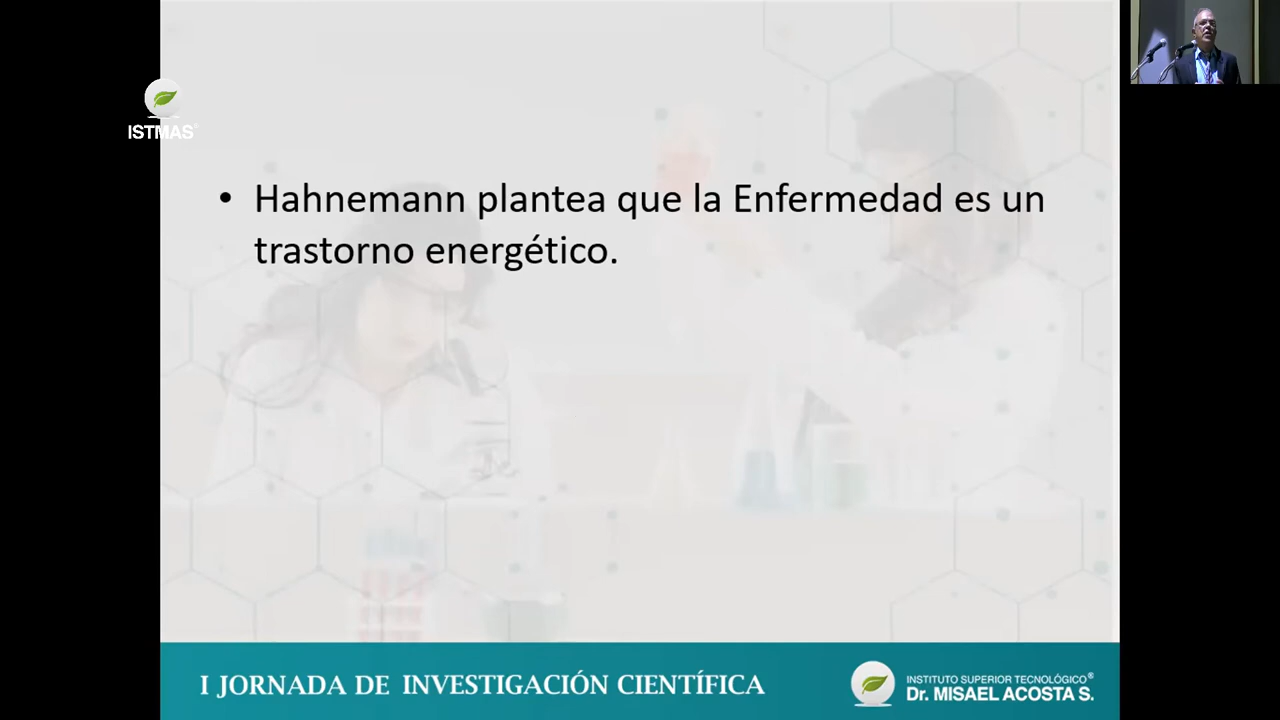 ISTMAS®
• Hahnemann plantea que la Enfermedad es un
trastorno energético.
I JORNADA DE INVESTIGACIÓN CIENTÍFICA
INSTITUTO SUPERIOR TECNOLÓGICO®
Dr. MISAEL ACOSTA S.